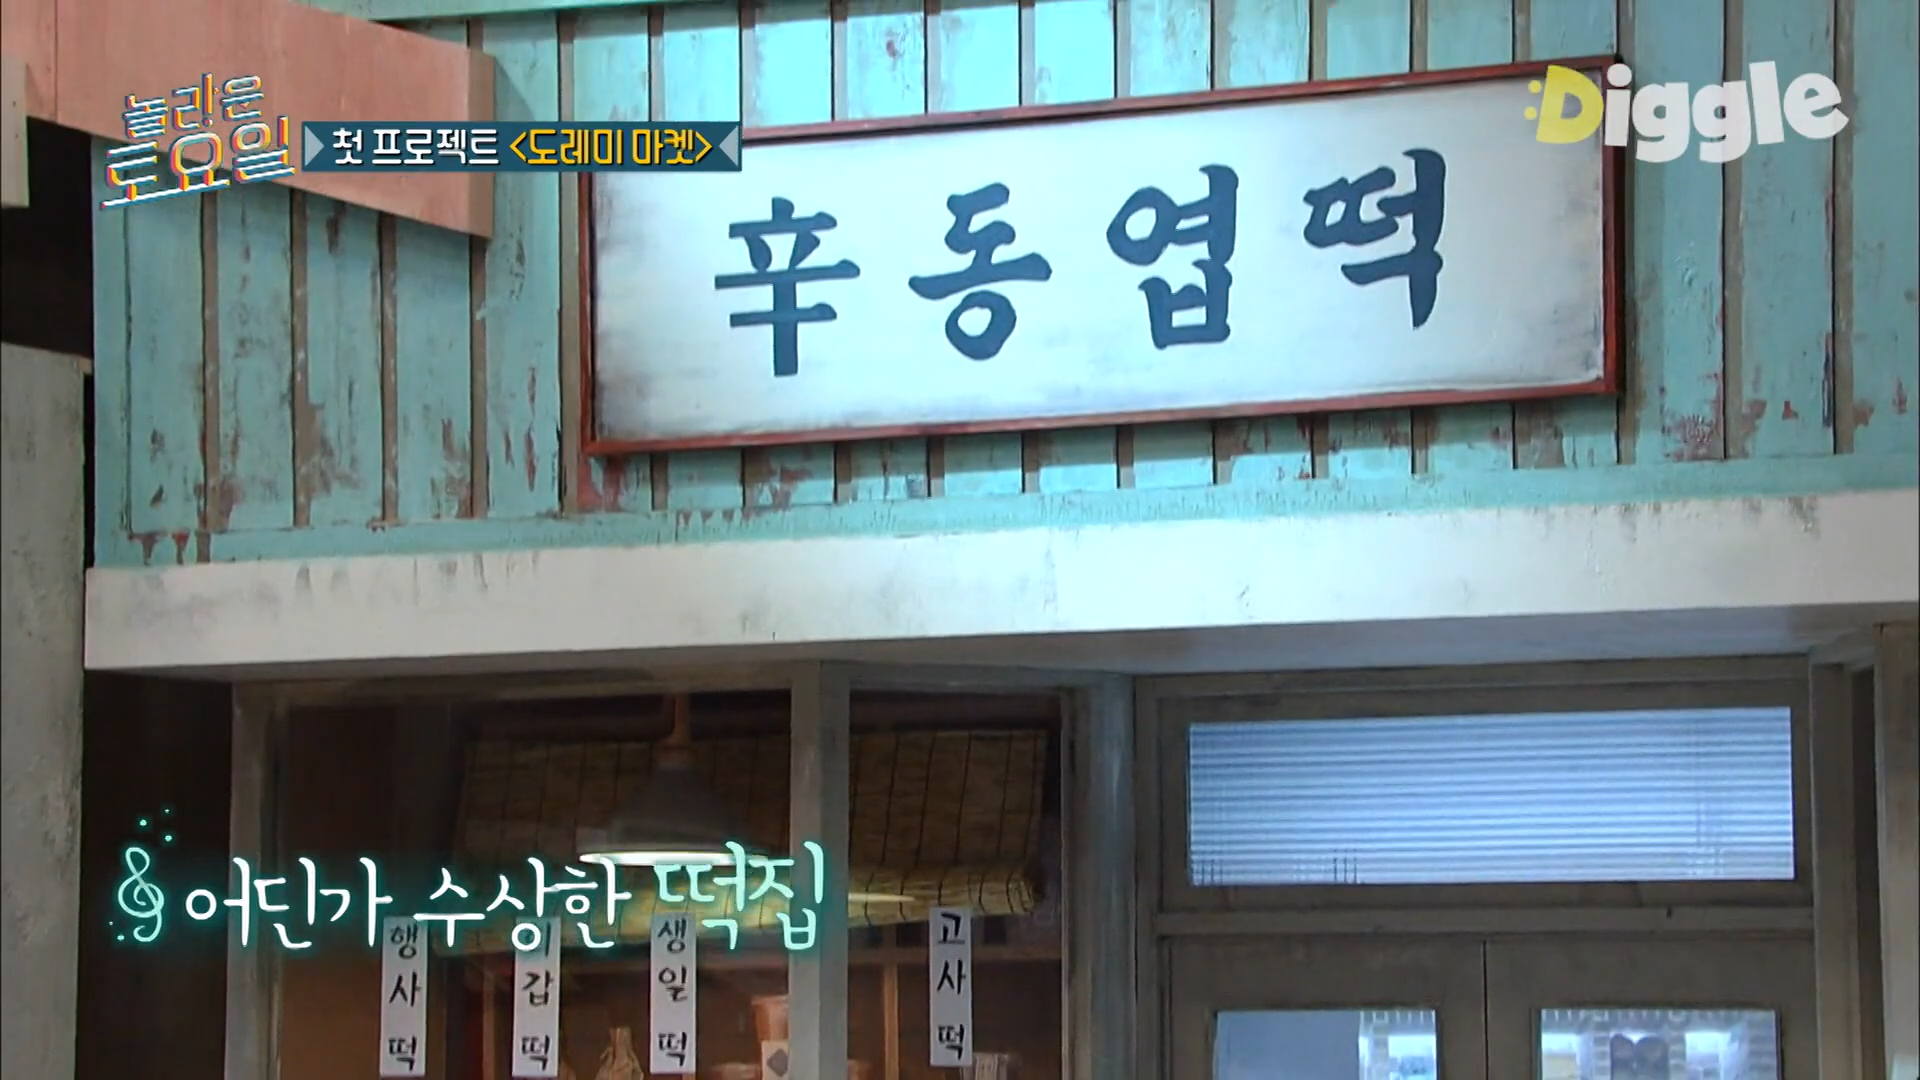 놀라운
토요일
첫 프로젝트 <도레미 마켓>
Diggle
辛동엽떡
어딘가 수상한 떡집
행사떡
갑떡
생일떡
고사떡